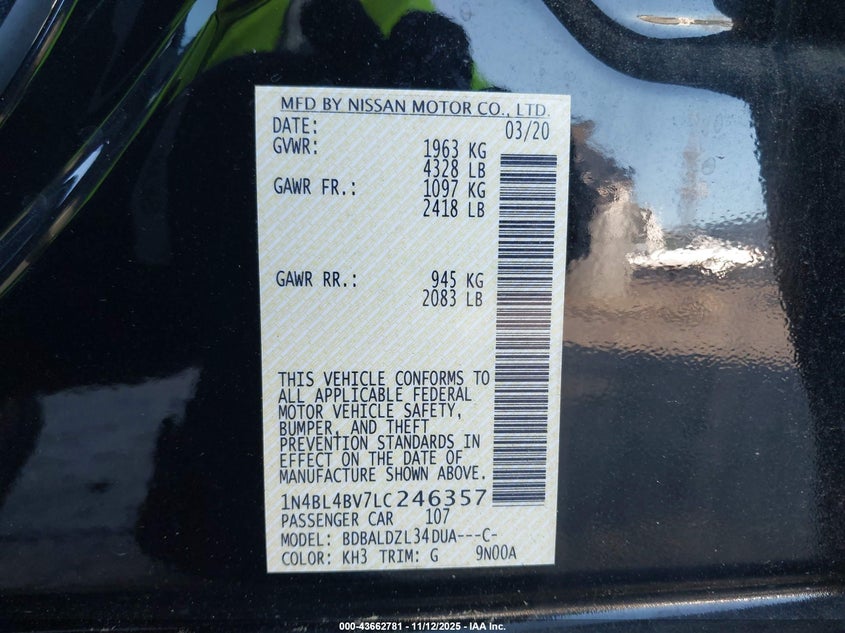 MFD BY NISSAN MOTOR CO., LTD.
DATE: 03/20
GVWR: 1963 KG
4328 LB
GAWR FR.: 1097 KG
2418 LB
GAWR RR.: 945 KG
2083 LB
THIS VEHICLE CONFORMS TO
ALL APPLICABLE FEDERAL
MOTOR VEHICLE SAFETY,
BUMPER, AND THEFT
PREVENTION STANDARDS IN
EFFECT ON THE DATE OF
MANUFACTURE SHOWN ABOVE.
1N4BL4BV7LC246357
PASSENGER CAR 107
MODEL: BDBALDZL34DUA---C-
COLOR: KH3 TRIM: G 9N00A
000-43662781 - 11/12/2025 - IAA Inc.